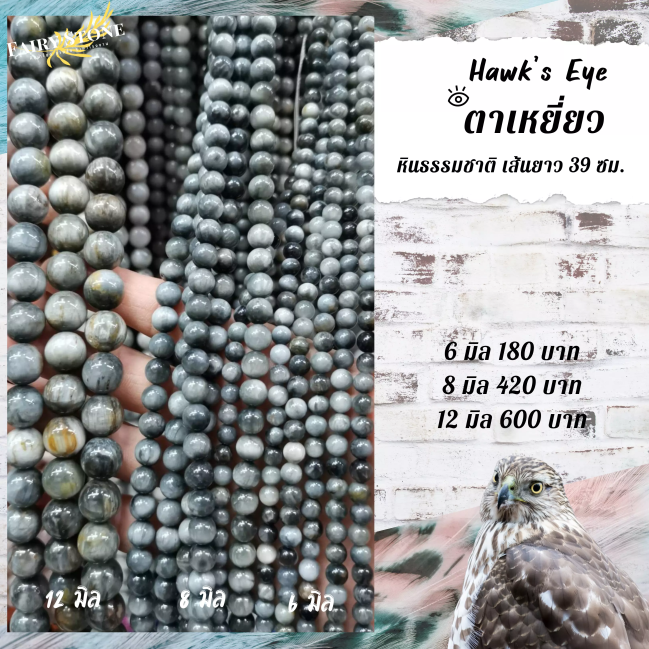 FAIRY STONE
Hawk's Eye
ตาเหยี่ยว
หินธรรมชาติ เส้นยาว 39 ซม.
6 มิล 180 บาท
8 มิล 420 บาท
12 มิล 600 บาท
12 มิล
8 มิล
6 มิล